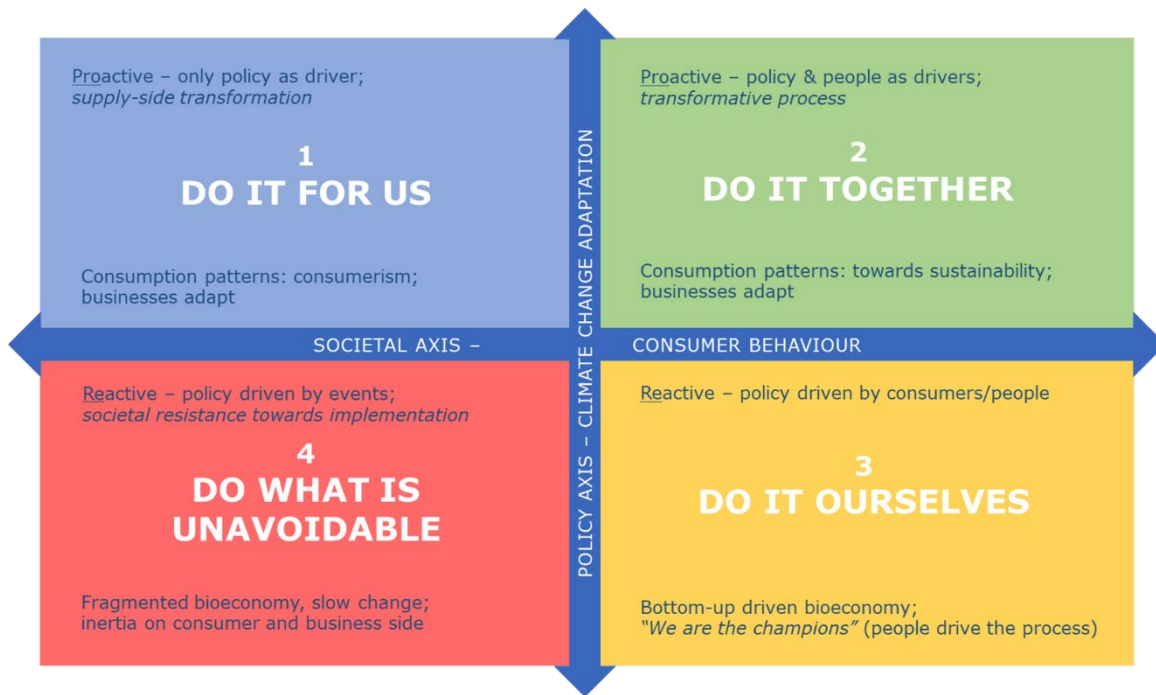 Proactive – only policy as driver;
supply-side transformation
1
DO IT FOR US
Consumption patterns: consumerism;
businesses adapt
Proactive – policy & people as drivers;
transformative process
2
DO IT TOGETHER
Consumption patterns: towards sustainability;
businesses adapt
POLICY AXIS – CLIMATE CHANGE ADAPTATION
SOCIETAL AXIS – CONSUMER BEHAVIOUR
Reactive – policy driven by events;
societal resistance towards implementation
4
DO WHAT IS
UNAVOIDABLE
Fragmented bioeconomy, slow change;
inertia on consumer and business side
Reactive – policy driven by consumers/people
3
DO IT OURSELVES
Bottom-up driven bioeconomy;
“We are the champions” (people drive the process)